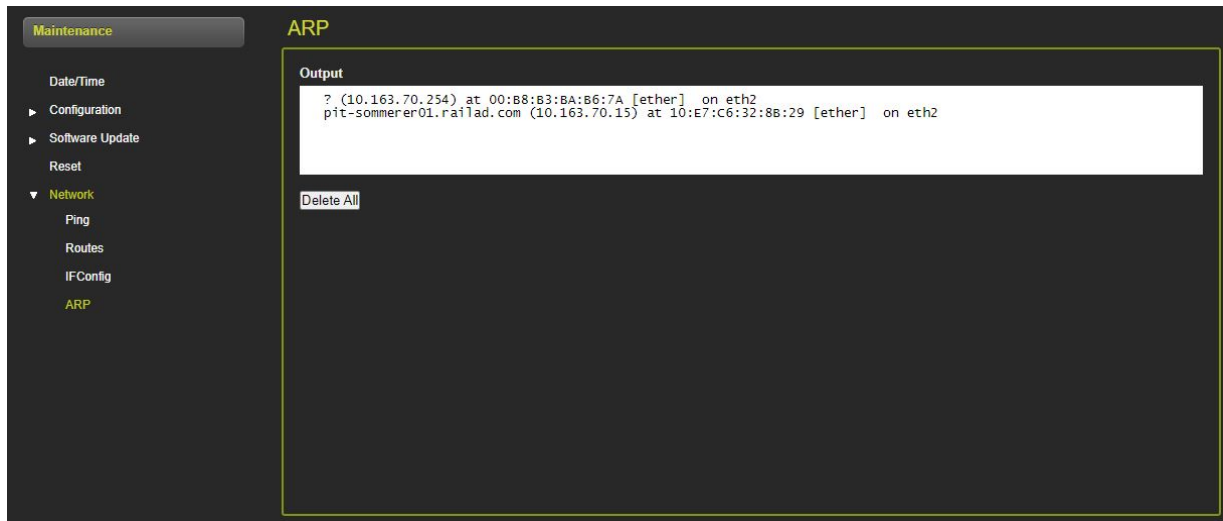 Maintenance
Date/Time
Configuration
Software Update
Reset
Network
Ping
Routes
IFConfig
ARP
ARP
Output
? (10.163.70.254) at 00:B8:B3:BA:B6:7A [ether] on eth2
pit-sommerer01.railad.com (10.163.70.15) at 10:E7:C6:32:8B:29 [ether] on eth2
Delete All